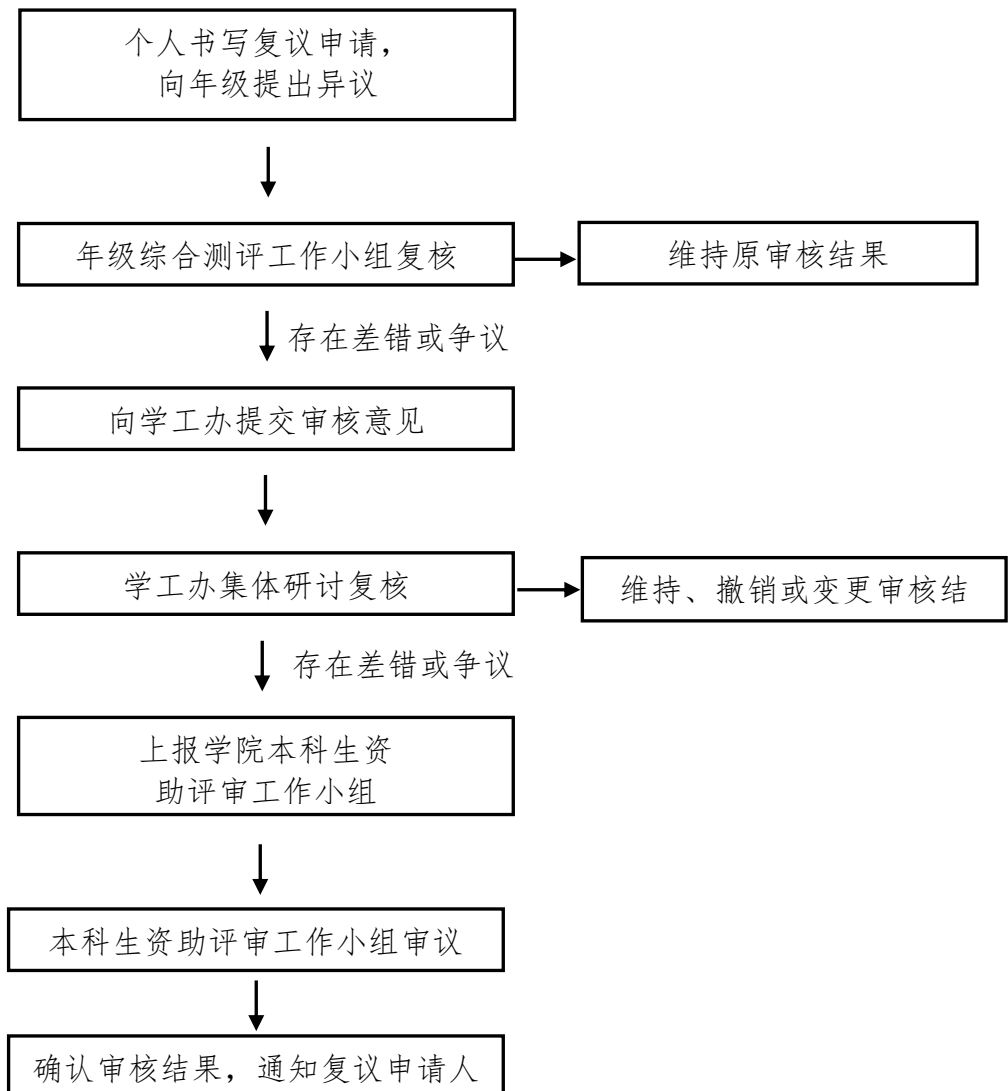 个人书写复议申请，
向年级提出异议
年级综合测评工作小组复核
维持原审核结果
存在差错或争议
向学工办提交审核意见
学工办集体研讨复核
维持、撤销或变更审核结
存在差错或争议
上报学院本科生资
助评审工作小组
本科生资助评审工作小组审议
确认审核结果，通知复议申请人